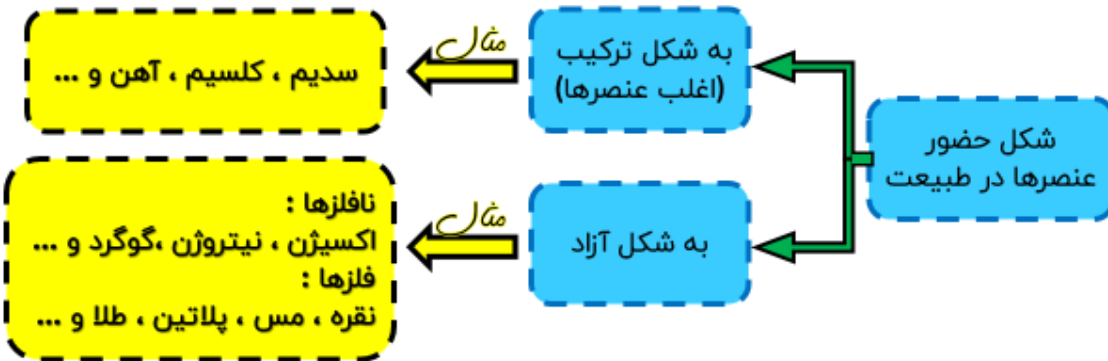 شکل حضور
عنصرها در طبیعت
به شکل ترکیب
(اغلب عنصرها)
مثال
سدیم ، کلسیم ، آهن و ...
به شکل آزاد
مثال
نافلزها :
اکسیژن ، نیتروژن ،گوگرد و ...
فلزها :
نقره ، مس ، پلاتین ، طلا و ...